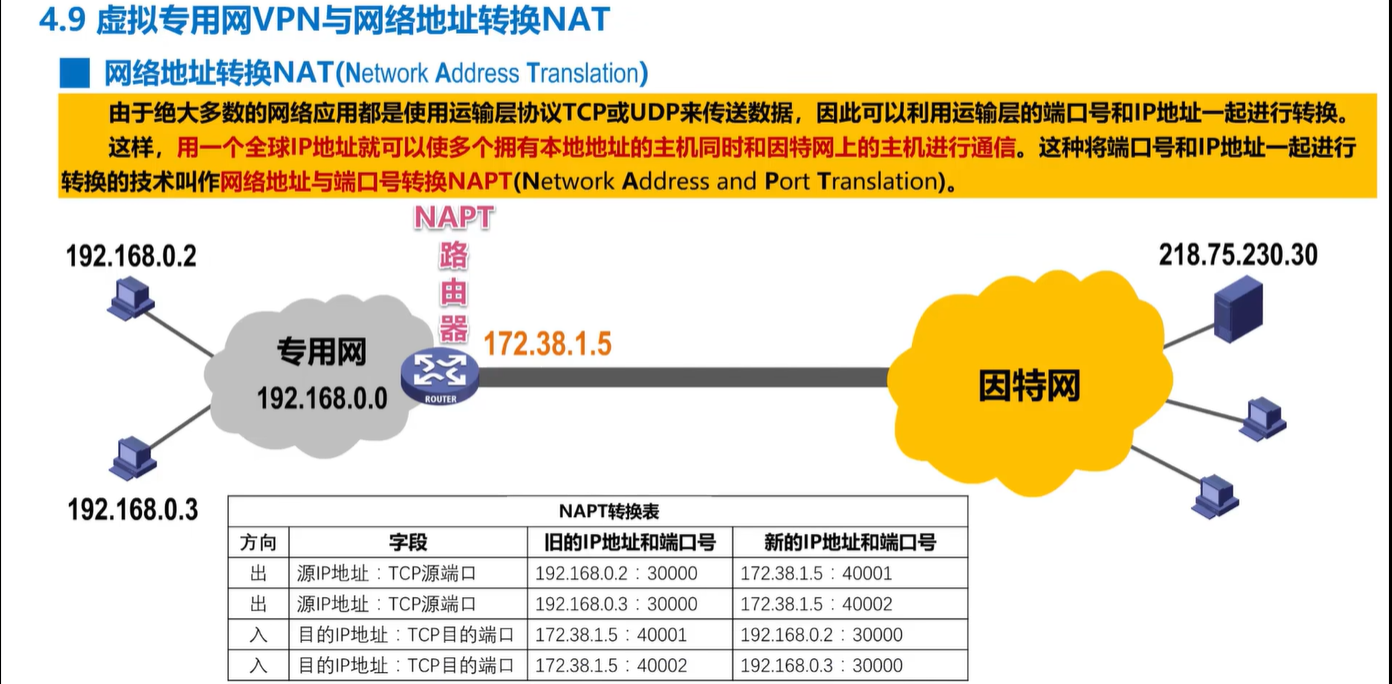 4.9 虚拟专用网VPN与网络地址转换NAT
网络地址转换NAT(Network Address Translation)
由于绝大多数的网络应用都是使用运输层协议TCP或UDP来传送数据，因此可以利用运输层的端口号和IP地址一起进行转换。
这样，用一个全球IP地址就可以使多个拥有本地地址的主机同时和因特网上的主机进行通信。这种将端口号和IP地址一起进行
转换的技术叫作网络地址与端口号转换NAPT(Network Address and Port Translation)。
NAPT
路
由
器
192.168.0.2
218.75.230.30
172.38.1.5
专用网
192.168.0.0
ROUTER
因特网
192.168.0.3
NAPT转换表
方向 字段 旧的IP地址和端口号 新的IP地址和端口号
出 源IP地址：TCP源端口 192.168.0.2：30000 172.38.1.5：40001
出 源IP地址：TCP源端口 192.168.0.3：30000 172.38.1.5：40002
入 目的IP地址：TCP目的端口 172.38.1.5：40001 192.168.0.2：30000
入 目的IP地址：TCP目的端口 172.38.1.5：40002 192.168.0.3：30000